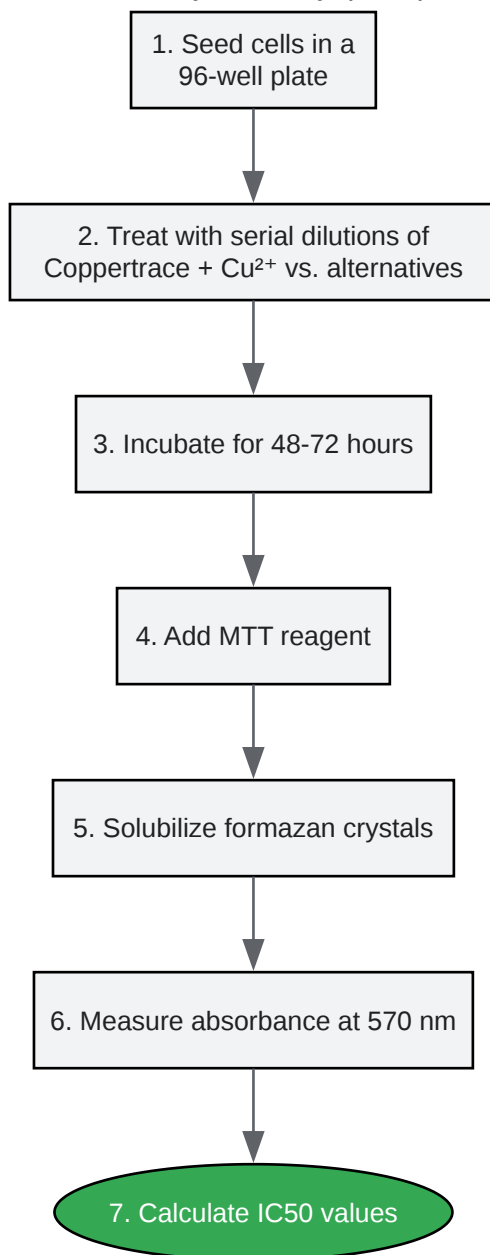 1. Seed cells in a
96-well plate
2. Treat with serial dilutions of
Coppertrace + Cu²⁺ vs. alternatives
3. Incubate for 48-72 hours
4. Add MTT reagent
5. Solubilize formazan crystals
6. Measure absorbance at 570 nm
7. Calculate IC50 values